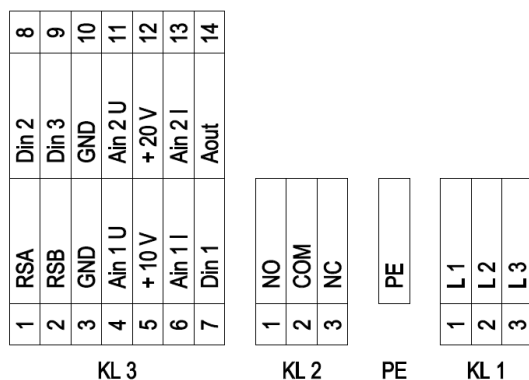 8 9 10 11 12 13 14
Din 2 Din 3 GND Ain 2 U + 20 V Ain 2 I Aout
RSA RSB GND Ain 1 U + 10 V Ain 1 I Din 1
1 2 3 4 5 6 7
KL 3
NO COM NC
1 2 3
KL 2
PE
PE
L 1 L 2 L 3
1 2 3
KL 1